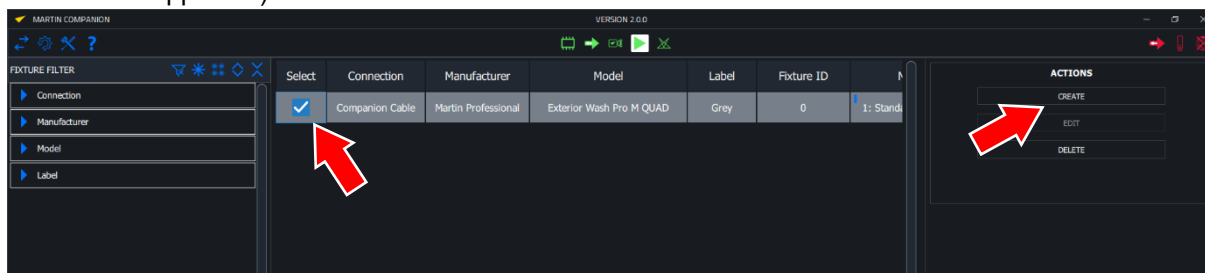 MARTIN COMPANION
VERSION 2.0.0
FIXTURE FILTER
Connection
Manufacturer
Model
Label
Select Connection Manufacturer Model Label Fixture ID
Companion Cable Martin Professional Exterior Wash Pro M QUAD Grey 0 1: Standa
ACTIONS
CREATE
EDIT
DELETE